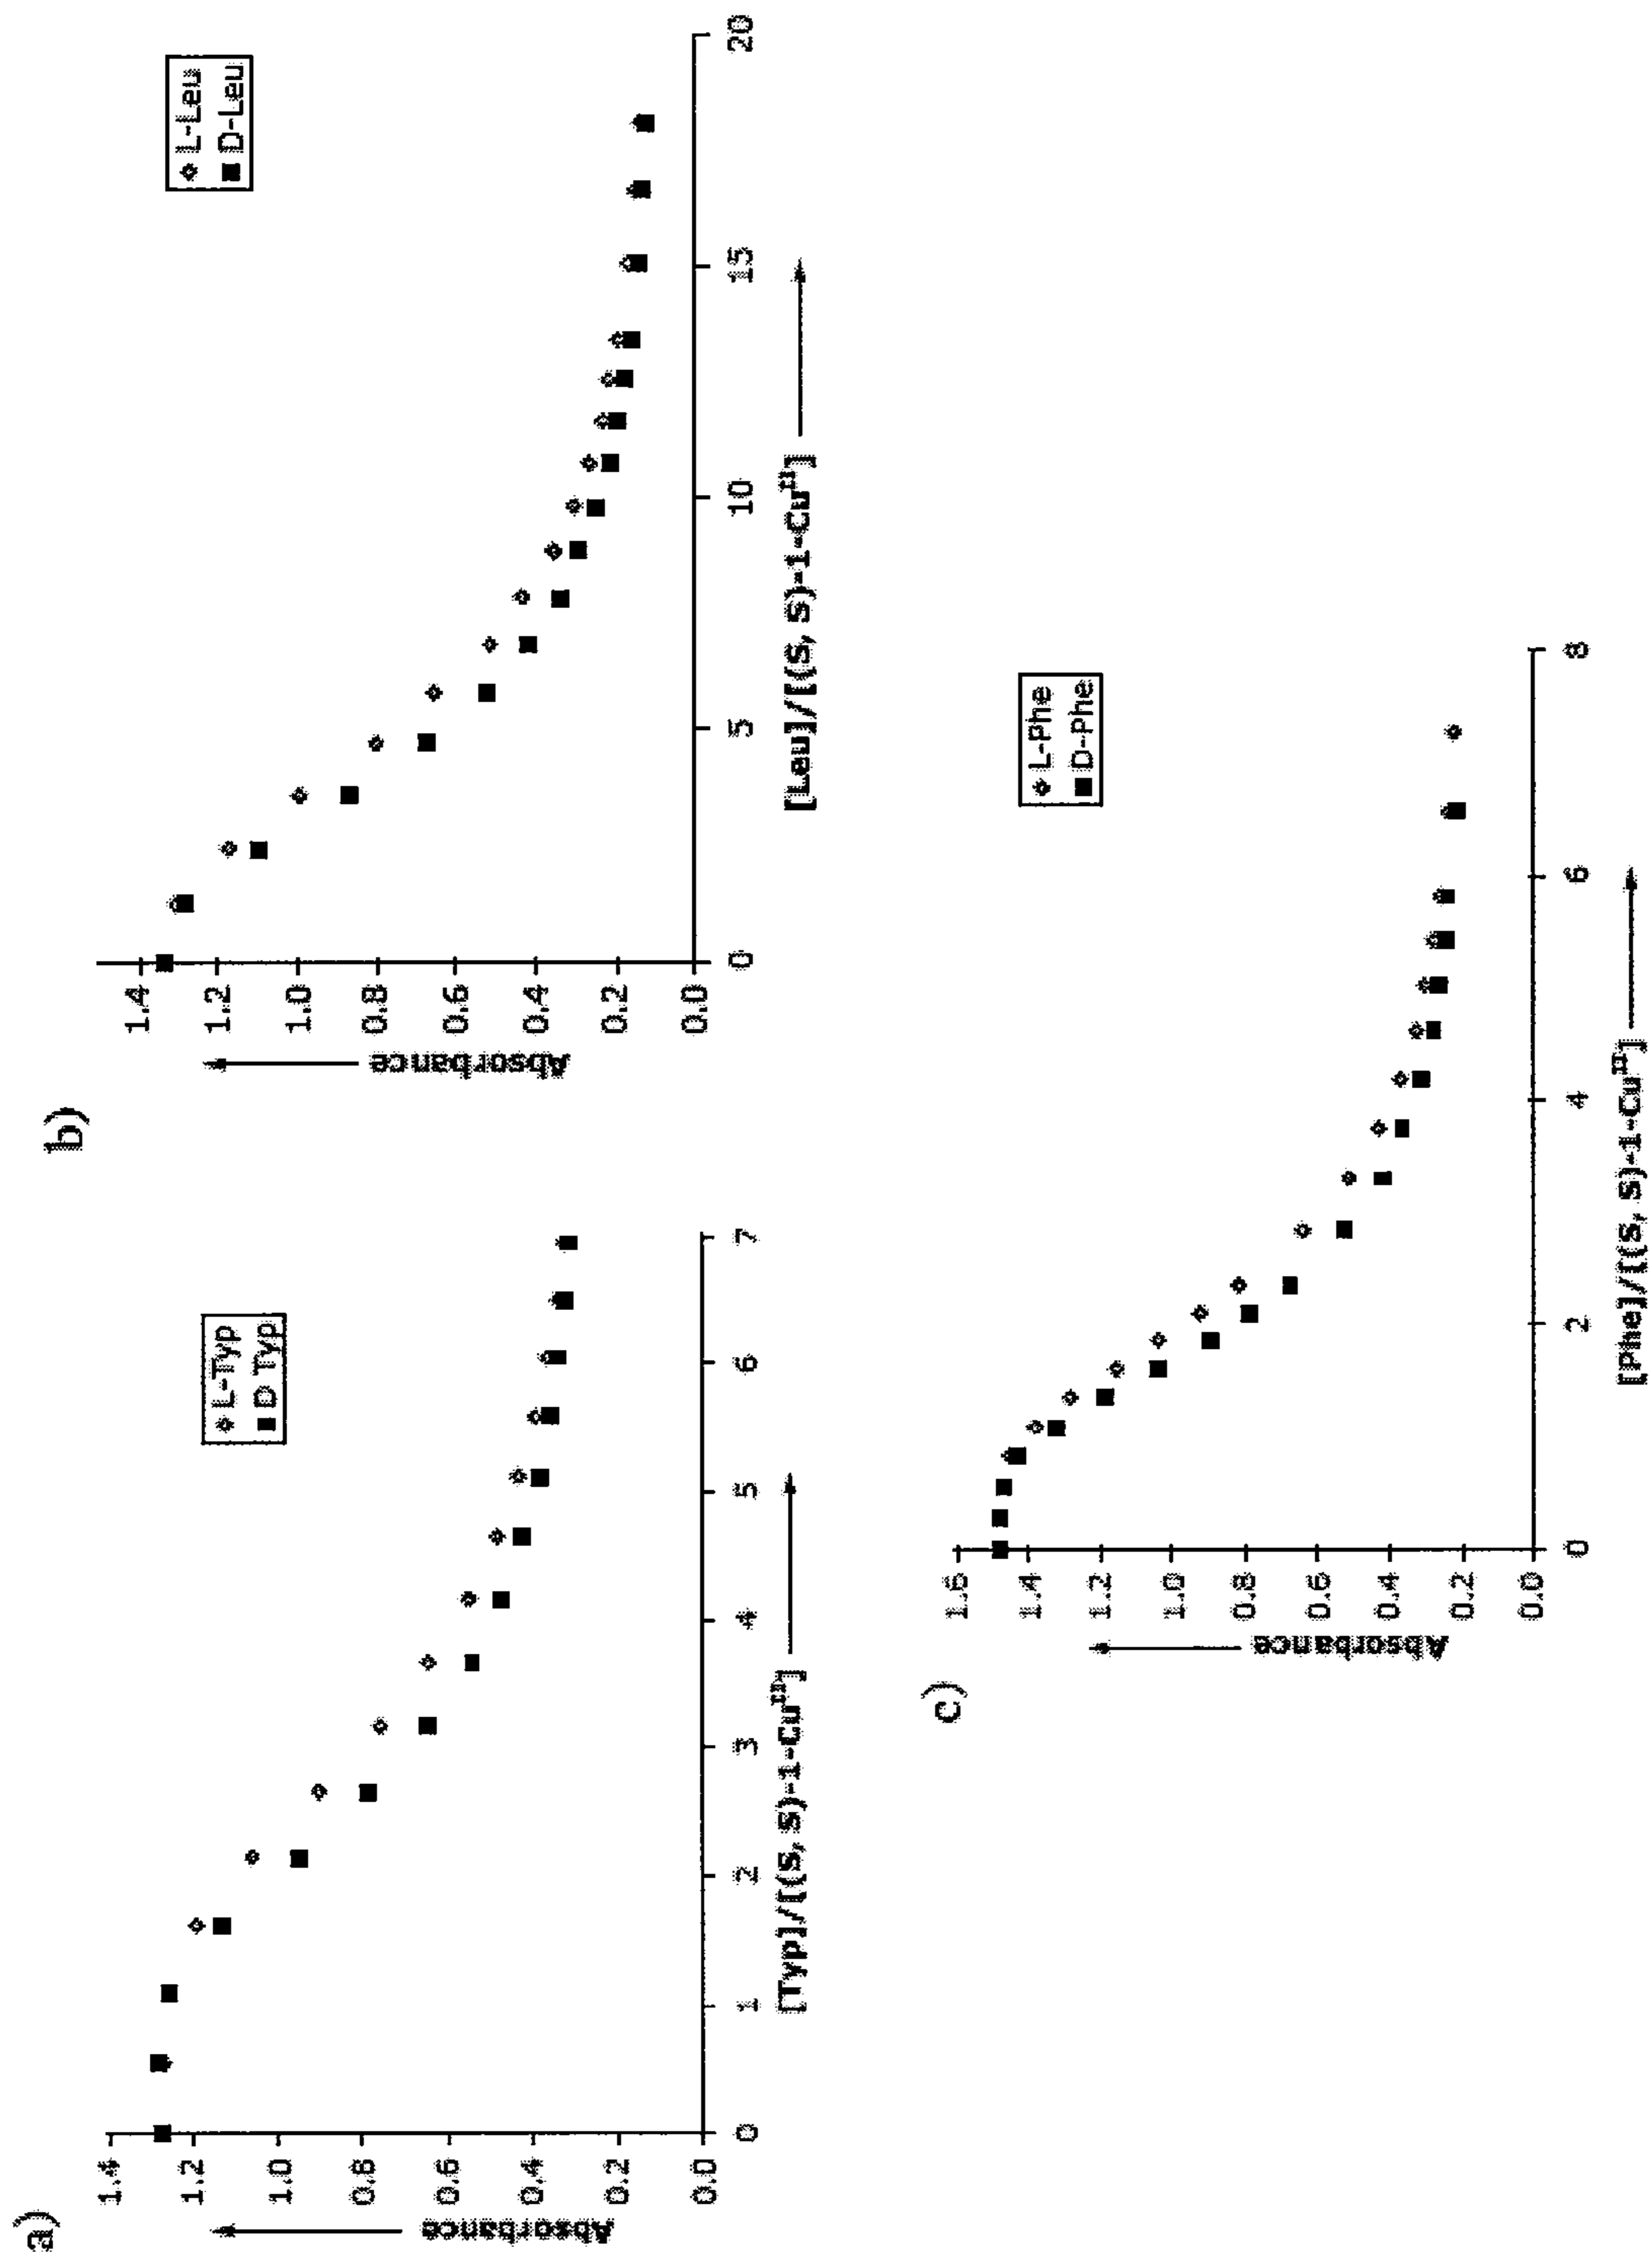 a)
Absorbance
1.4
1.2
1.0
0.8
0.6
0.4
0.2
0.0
0 1 2 3 4 5 6 7
[Typ]/[(S, S)-1-Cu^II]
L-Typ
D Typ
b)
Absorbance
1.4
1.2
1.0
0.8
0.6
0.4
0.2
0.0
0 5 10 15 20
[Leu]/[(S, S)-1-Cu^II]
L-Leu
D-Leu
c)
Absorbance
1.6
1.4
1.2
1.0
0.8
0.6
0.4
0.2
0.0
0 2 4 6 8
[Phe]/[(S, S)-1-Cu^II]
L-Phe
D-Phe